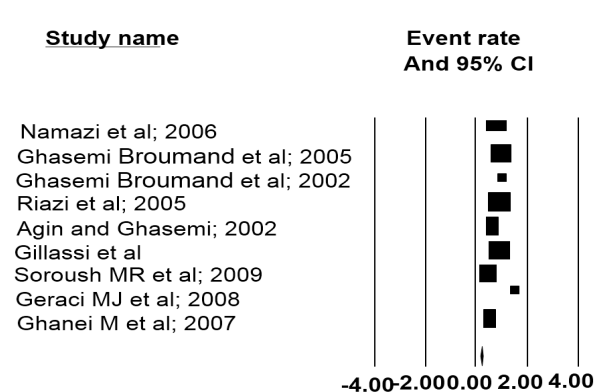 Study name
Event rate
And 95% CI
Namazi et al; 2006
Ghasemi Broumand et al; 2005
Ghasemi Broumand et al; 2002
Riazi et al; 2005
Agin and Ghasemi; 2002
Gillassi et al
Soroush MR et al; 2009
Geraci MJ et al; 2008
Ghanei M et al; 2007
-4.00 -2.00 0.00 2.00 4.00